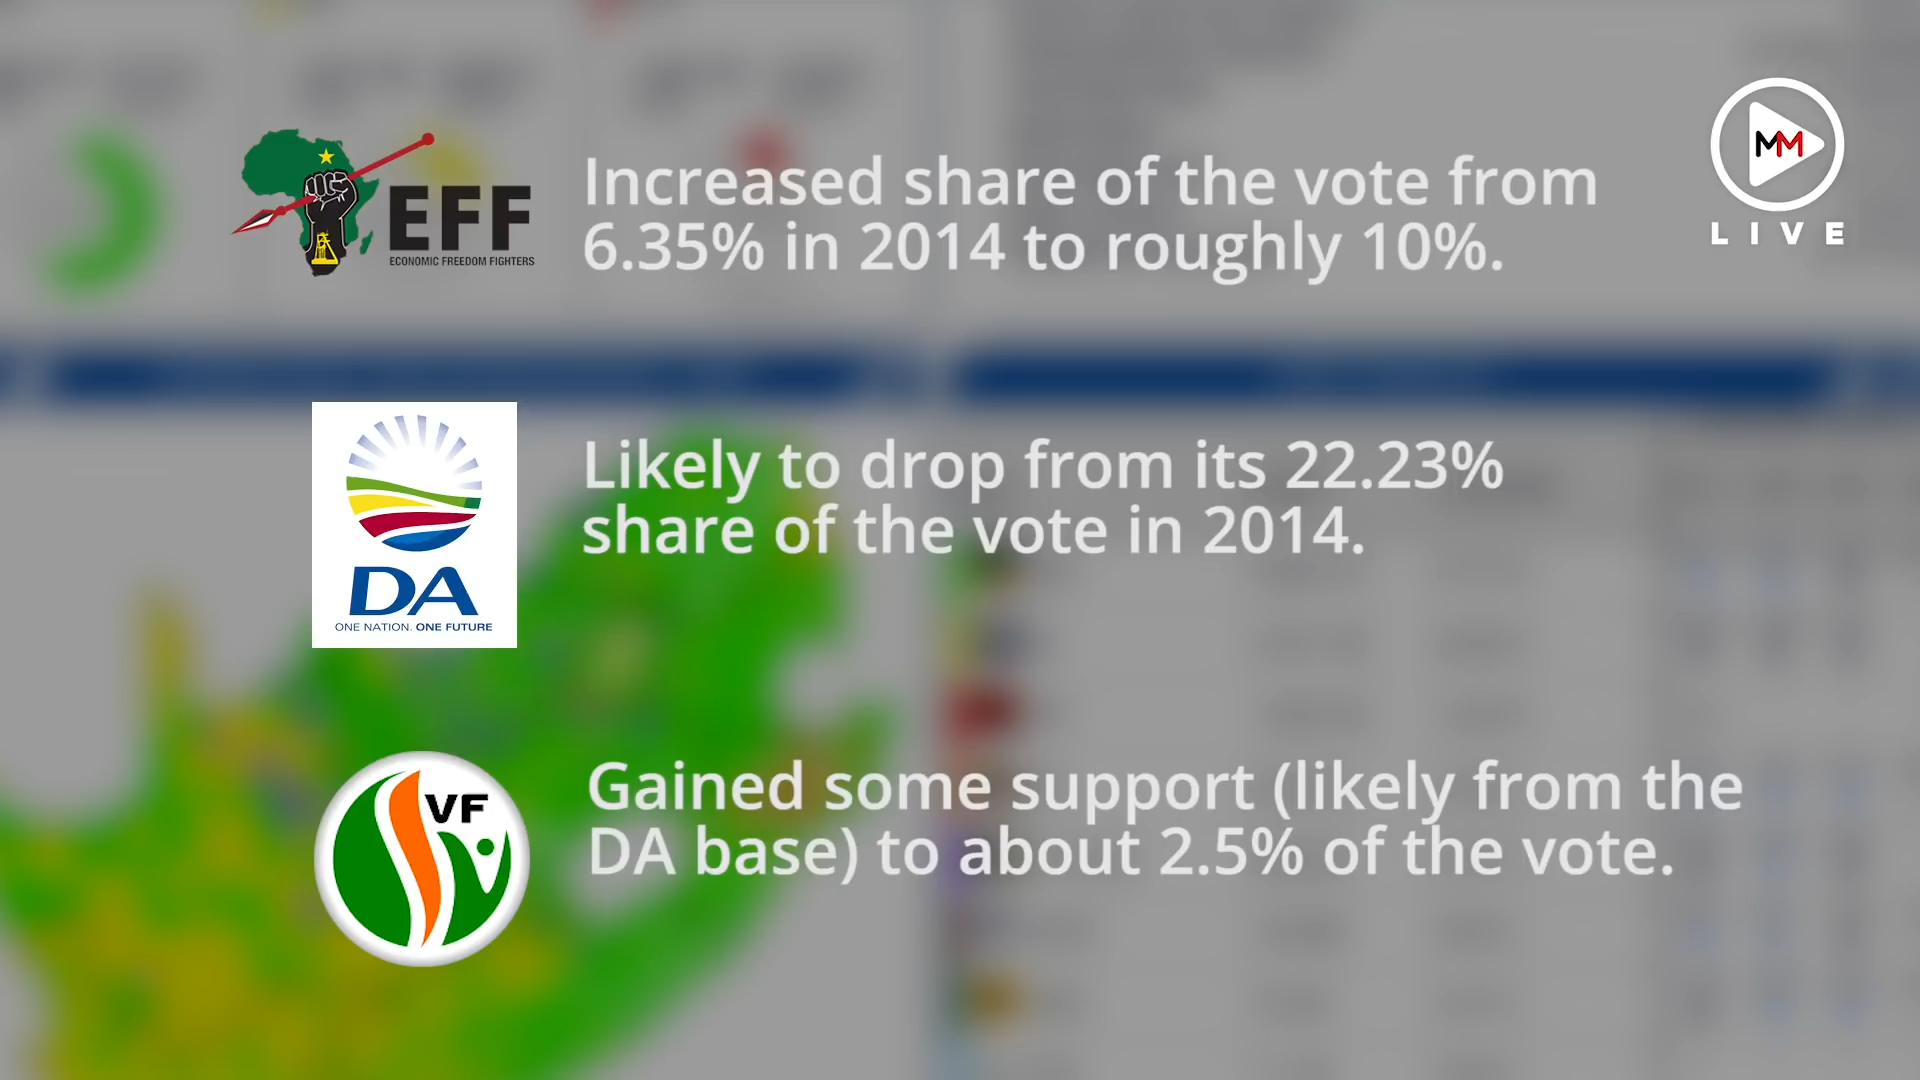 EFF
ECONOMIC FREEDOM FIGHTERS
Increased share of the vote from
6.35% in 2014 to roughly 10%.
MM
LIVE
DA
ONE NATION. ONE FUTURE
Likely to drop from its 22.23%
share of the vote in 2014.
VF
Gained some support (likely from the
DA base) to about 2.5% of the vote.